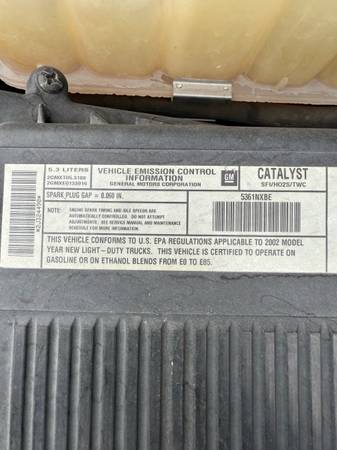 5.3 LITERS
2GMXT05.3188
2GMXE0133916
VEHICLE EMISSION CONTROL
INFORMATION
GENERAL MOTORS CORPORATION
GM
CATALYST
SFI/HO2S/TWC
SPARK PLUG GAP = 0.060 IN.
5361NXBE
NOTE: ENGINE SPARK TIMING AND IDLE SPEEDS ARE
AUTOMATICALLY CONTROLLED. DO NOT ATTEMPT
ADJUSTMENTS. SEE SERVICE MANUAL AND MAINTENANCE
SCHEDULE FOR ADDITIONAL INFORMATION.
THIS VEHICLE CONFORMS TO U.S. EPA REGULATIONS APPLICABLE TO 2002 MODEL
YEAR NEW LIGHT-DUTY TRUCKS. THIS VEHICLE IS CERTIFIED TO OPERATE ON
GASOLINE OR ON ETHANOL BLENDS FROM E0 TO E85.